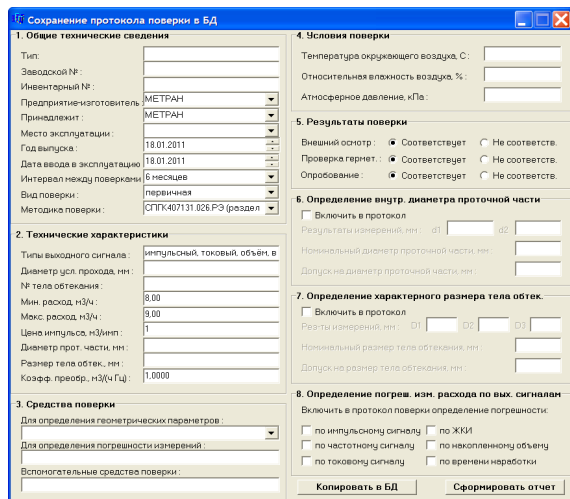 Сохранение протокола поверки в БД
1. Общие технические сведения
Тип:
Заводской № :
Инвентарный № :
Предприятие-изготовитель : МЕТРАН
Принадлежит : МЕТРАН
Место эксплуатации :
Год выпуска : 18.01.2011
Дата ввода в эксплуатацию 18.01.2011
Интервал между поверками 6 месяцев
Вид поверки : первичная
Методика поверки : СПГК407131.026.РЭ (раздел
2. Технические характеристики
Типы выходного сигнала : импульсный, токовый, объём, в
Диаметр усл. прохода, мм :
№ тела обтекания :
Мин. расход, м3/ч : 8,00
Макс. расход, м3/ч : 9,00
Цена импульса, м3/имп : 1
Диаметр прот. части, мм :
Размер тела обтек., мм :
Коэфф. преобр., м3/(ч Гц) : 1,0000
3. Средства поверки
Для определения геометрических параметров :
Для определения погрешности измерений :
Вспомогательные средства поверки :
4. Условия поверки
Температура окружающего воздуха, С :
Относительная влажность воздуха, % :
Атмосферное давление, кПа :
5. Результаты поверки
Внешний осмотр : Соответствует Не соответств.
Проверка гермет. : Соответствует Не соответств.
Опробование : Соответствует Не соответств.
6. Определение внутр. диаметра проточной части
Включить в протокол
Результаты измерений, мм : d1 d2
Номинальный диаметр проточной части, мм :
Допуск на диаметр проточной части, мм :
7. Определение характерного размера тела обтек.
Включить в протокол
Рез-ты измерений, мм : D1 D2 D3
Номинальный размер тела обтекания, мм :
Допуск на размер тела обтекания, мм :
8. Определение погреш. изм. расхода по вых. сигналам
Включить в протокол поверки определение погрешности:
по импульсному сигналу по ЖКИ
по частотному сигналу по накопленному объему
по токовому сигналу по времени наработки
Копировать в БД Сформировать отчет